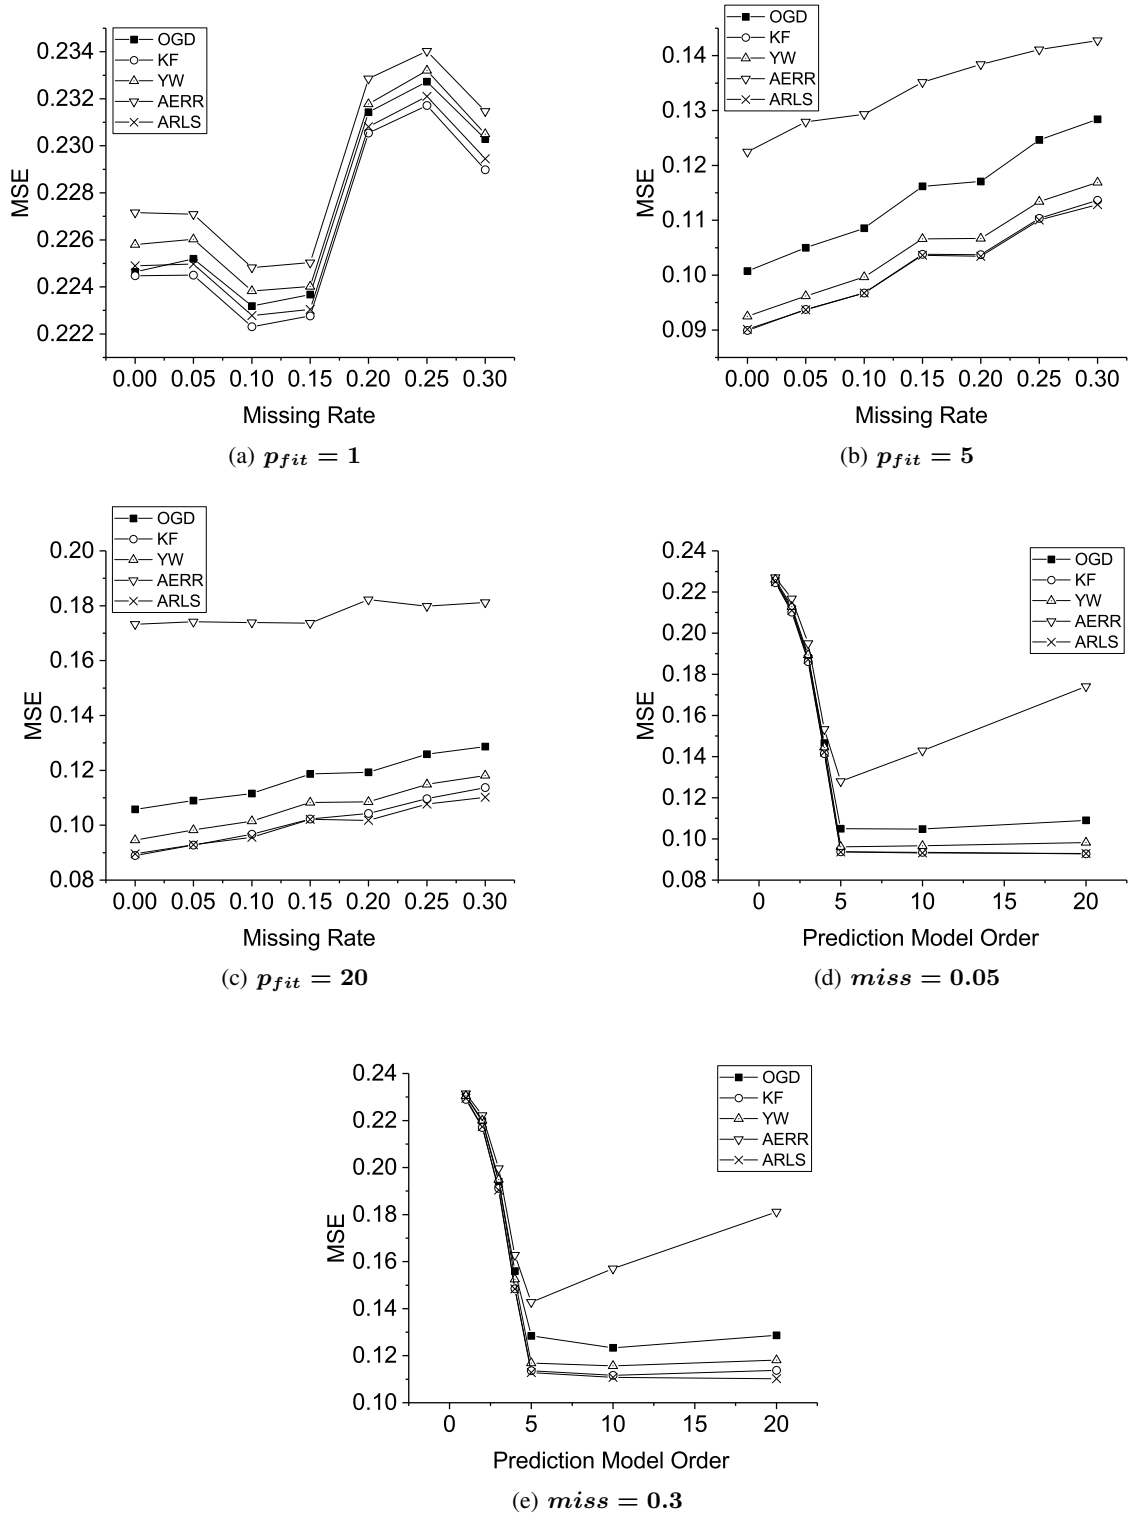 OGD
KF
YW
AERR
ARLS
0.234
0.232
0.230
0.228
0.226
0.224
0.222
MSE
0.00 0.05 0.10 0.15 0.20 0.25 0.30
Missing Rate
(a) p_fit = 1
OGD
KF
YW
AERR
ARLS
0.14
0.13
0.12
0.11
0.10
0.09
MSE
0.00 0.05 0.10 0.15 0.20 0.25 0.30
Missing Rate
(b) p_fit = 5
OGD
KF
YW
AERR
ARLS
0.20
0.18
0.16
0.14
0.12
0.10
0.08
MSE
0.00 0.05 0.10 0.15 0.20 0.25 0.30
Missing Rate
(c) p_fit = 20
OGD
KF
YW
AERR
ARLS
0.24
0.22
0.20
0.18
0.16
0.14
0.12
0.10
0.08
MSE
0 5 10 15 20
Prediction Model Order
(d) miss = 0.05
OGD
KF
YW
AERR
ARLS
0.24
0.22
0.20
0.18
0.16
0.14
0.12
0.10
MSE
0 5 10 15 20
Prediction Model Order
(e) miss = 0.3